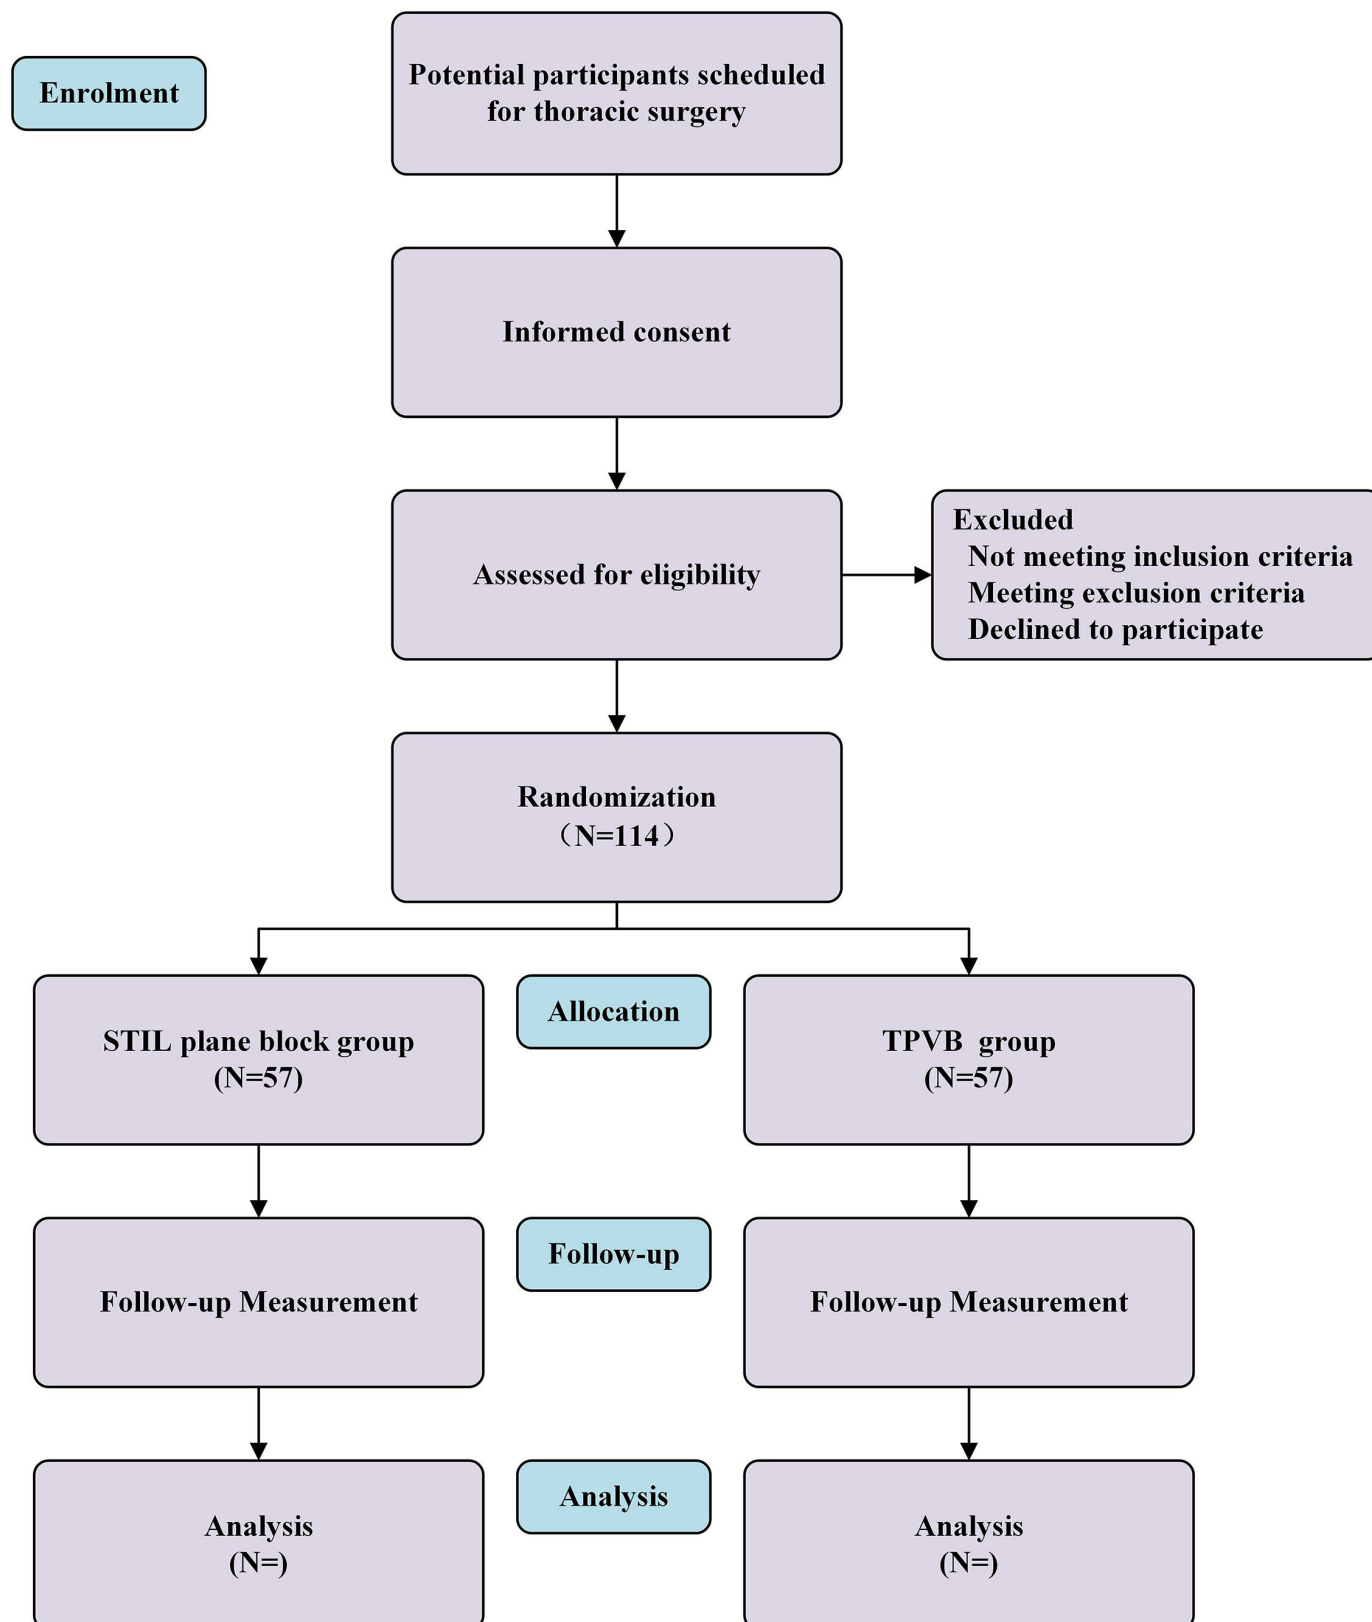 Enrolment
Potential participants scheduled
for thoracic surgery
Informed consent
Assessed for eligibility
Excluded
Not meeting inclusion criteria
Meeting exclusion criteria
Declined to participate
Randomization
（N=114）
STIL plane block group
(N=57)
Allocation
TPVB  group
(N=57)
Follow-up Measurement
Follow-up
Follow-up Measurement
Analysis
(N=)
Analysis
Analysis
(N=)